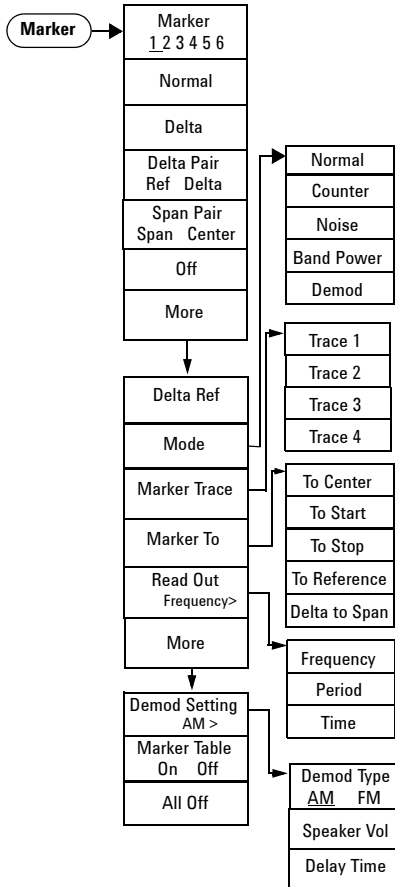 Marker
Marker
1 2 3 4 5 6
Normal
Delta
Delta Pair
Ref Delta
Span Pair
Span Center
Off
More
Delta Ref
Mode
Marker Trace
Marker To
Read Out
Frequency>
More
Demod Setting
AM >
Marker Table
On Off
All Off
Normal
Counter
Noise
Band Power
Demod
Trace 1
Trace 2
Trace 3
Trace 4
To Center
To Start
To Stop
To Reference
Delta to Span
Frequency
Period
Time
Demod Type
AM FM
Speaker Vol
Delay Time